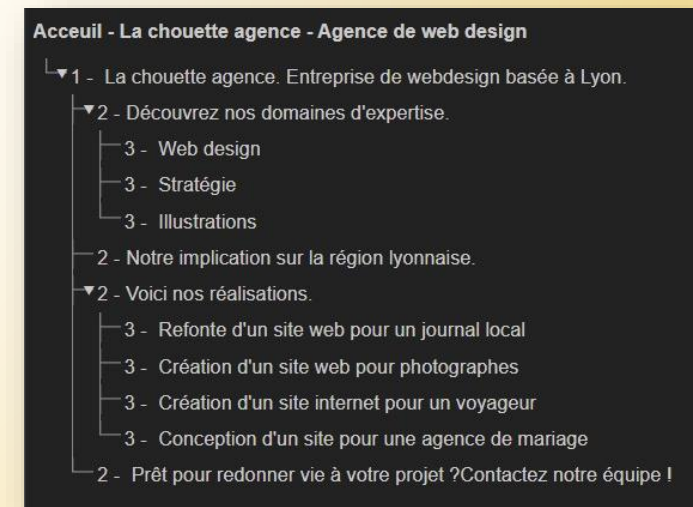 Acceuil - La chouette agence - Agence de web design
1 - La chouette agence. Entreprise de webdesign basée à Lyon.
2 - Découvrez nos domaines d'expertise.
3 - Web design
3 - Stratégie
3 - Illustrations
2 - Notre implication sur la région lyonnaise.
2 - Voici nos réalisations.
3 - Refonte d'un site web pour un journal local
3 - Création d'un site web pour photographes
3 - Création d'un site internet pour un voyageur
3 - Conception d'un site pour une agence de mariage
2 - Prêt pour redonner vie à votre projet ?Contactez notre équipe !